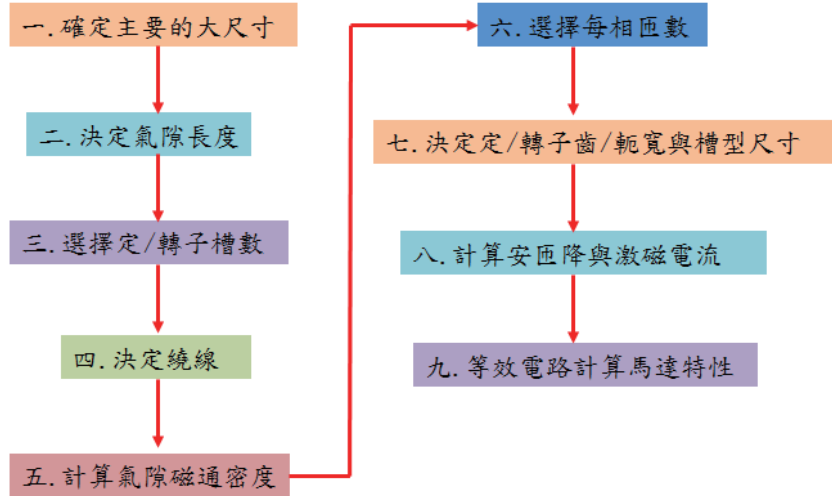 一.確定主要的大尺寸
二.決定氣隙長度
三.選擇定/轉子槽數
四.決定繞線
五.計算氣隙磁通密度
六.選擇每相匝數
七.決定定/轉子齒/軛寬與槽型尺寸
八.計算安匝降與激磁電流
九.等效電路計算馬達特性